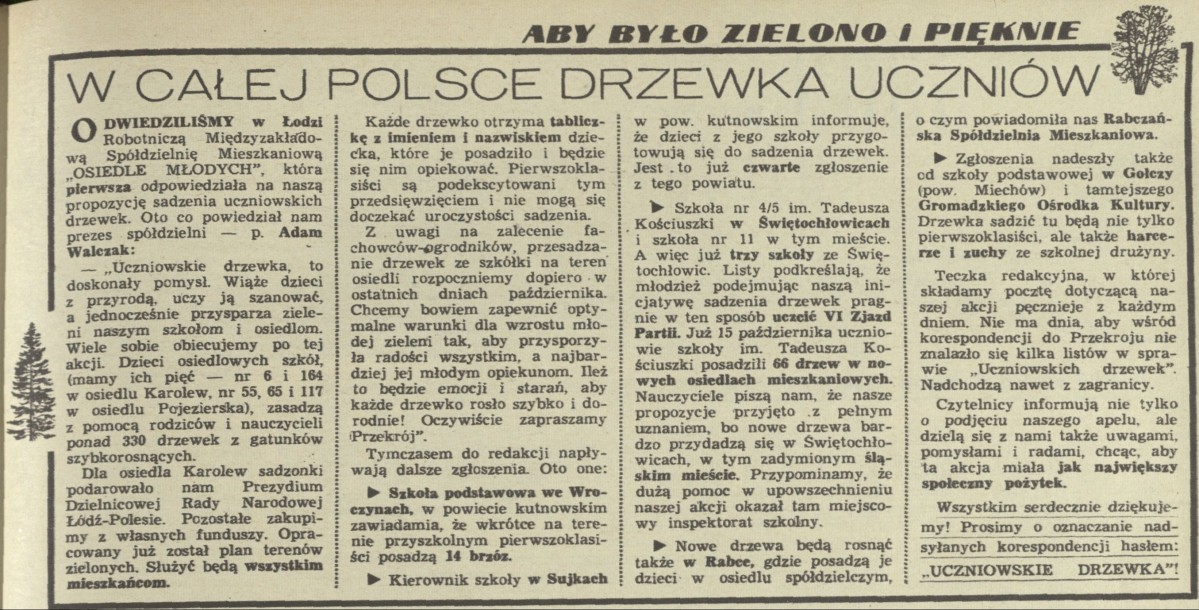 ABY BYŁO ZIELONO i PIĘKNIE
W CAŁEJ POLSCE DRZEWKA UCZNIÓW
ODWIEDZILIŚMY w Łodzi
Robotniczą Międzyzakłado-
wą Spółdzielnię Mieszkaniową
„OSIEDLE MŁODYCH”, która
pierwsza odpowiedziała na naszą
propozycję sadzenia uczniowskich
drzewek. Oto co powiedział nam
prezes spółdzielni — p. Adam
Walczak:
— „Uczniowskie drzewka, to
doskonały pomysł. Wiąże dzieci
z przyrodą, uczy ją szanować,
a jednocześnie przysparza ziele-
ni naszym szkołom i osiedlom.
Wiele sobie obiecujemy po tej
akcji. Dzieci osiedlowych szkół,
(mamy ich pięć — nr 6 i 164
w osiedlu Karolew, nr 55, 65 i 117
w osiedlu Pojezierska), zasadzą
z pomocą rodziców i nauczycieli
ponad 330 drzewek z gatunków
szybkorosnących.
Dla osiedla Karolew sadzonki
podarowało nam Prezydium
Dzielnicowej Rady Narodowej
Łódź-Polesie. Pozostałe zakupi-
my z własnych funduszy. Opra-
cowany już został plan terenów
zielonych. Służyć będą wszystkim
mieszkańcom.
Każde drzewko otrzyma tablicz-
kę z imieniem i nazwiskiem dzie-
cka, które je posadziło i będzie
się nim opiekować. Pierwszokla-
siści są podekscytowani tym
przedsięwzięciem i nie mogą się
doczekać uroczystości sadzenia.
Z uwagi na zalecenie fa-
chowców-ogrodników, przesadza-
nie drzewek ze szkółki na teren
osiedli rozpoczniemy dopiero w
ostatnich dniach października.
Chcemy bowiem zapewnić opty-
malne warunki dla wzrostu mło-
dej zieleni tak, aby przysporzy-
ła radości wszystkim, a najbar-
dziej jej młodym opiekunom. Ileż
to będzie emocji i starań, aby
każde drzewko rosło szybko i do-
rodnie! Oczywiście zapraszamy
„Przekrój”.
Tymczasem do redakcji napły-
wają dalsze zgłoszenia. Oto one:
► Szkoła podstawowa we Wro-
czynach, w powiecie kutnowskim
zawiadamia, że wkrótce na tere-
nie przyszkolnym pierwszoklasi-
ści posadzą 14 brzóz.
► Kierownik szkoły w Sujkach
w pow. kutnowskim informuje,
że dzieci z jego szkoły przygo-
towują się do sadzenia drzewek.
Jest to już czwarte zgłoszenie
z tego powiatu.
► Szkoła nr 4/5 im. Tadeusza
Kościuszki w Świętochłowicach
i szkoła nr 11 w tym mieście.
A więc już trzy szkoły ze Świę-
tochłowic. Listy podkreślają, że
młodzież podejmując naszą ini-
cjatywę sadzenia drzewek prag-
nie w ten sposób uczcić VI Zjazd
Partii. Już 15 października ucznio-
wie szkoły im. Tadeusza Ko-
ściuszki posadzili 66 drzew w no-
wych osiedlach mieszkaniowych.
Nauczyciele piszą nam, że nasze
propozycje przyjęto z pełnym
uznaniem, bo nowe drzewa bar-
dzo przydadzą się w Świętochło-
wicach, w tym zadymionym ślą-
skim mieście. Przypominamy, że
dużą pomoc w upowszechnieniu
naszej akcji okazał tam miejsco-
wy inspektorat szkolny.
► Nowe drzewa będą rosnąć
także w Rabce, gdzie posadzą je
dzieci w osiedlu spółdzielczym,
o czym powiadomiła nas Rabczań-
ska Spółdzielnia Mieszkaniowa.
► Zgłoszenia nadeszły także
od szkoły podstawowej w Gołczy
(pow. Miechów) i tamtejszego
Gromadzkiego Ośrodka Kultury.
Drzewka sadzić tu będą nie tylko
pierwszoklasiści, ale także harce-
rze i zuchy ze szkolnej drużyny.
Teczka redakcyjna, w której
składamy pocztę dotyczącą na-
szej akcji pęcznieje z każdym
dniem. Nie ma dnia, aby wśród
korespondencji do Przekroju nie
znalazło się kilka listów w spra-
wie „Uczniowskich drzewek”.
Nadchodzą nawet z zagranicy.
Czytelnicy informują nie tylko
o podjęciu naszego apelu, ale
dzielą się z nami także uwagami,
pomysłami i radami, chcąc, aby
ta akcja miała jak największy
społeczny pożytek.
Wszystkim serdecznie dziękuje-
my! Prosimy o oznaczanie nad-
syłanych korespondencji hasłem:
„UCZNIOWSKIE DRZEWKA”!